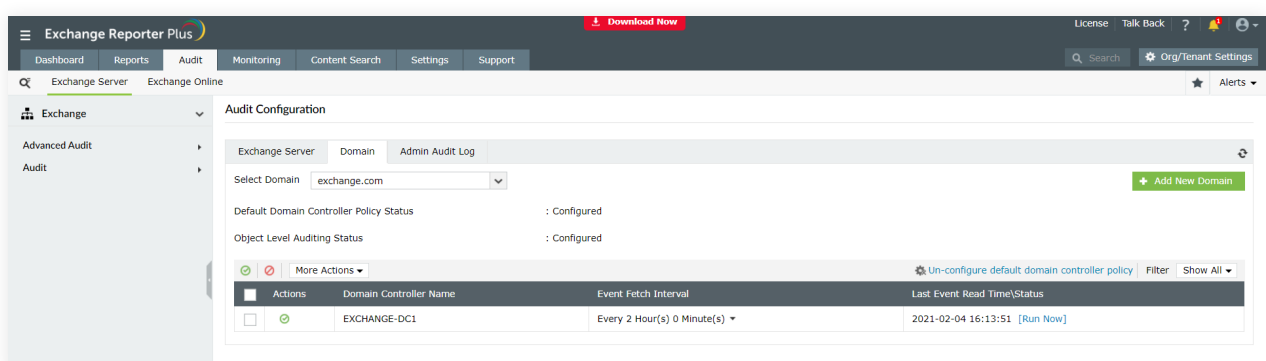 Download Now
License Talk Back ?
Exchange Reporter Plus
Dashboard Reports Audit Monitoring Content Search Settings Support
Search Org/Tenant Settings
Exchange Server Exchange Online
Alerts
Exchange
Advanced Audit
Audit
Audit Configuration
Exchange Server Domain Admin Audit Log
Select Domain exchange.com
+ Add New Domain
Default Domain Controller Policy Status : Configured
Object Level Auditing Status : Configured
More Actions Un-configure default domain controller policy Filter Show All
Actions Domain Controller Name Event Fetch Interval Last Event Read Time\Status
EXCHANGE-DC1 Every 2 Hour(s) 0 Minute(s) 2021-02-04 16:13:51 [Run Now]